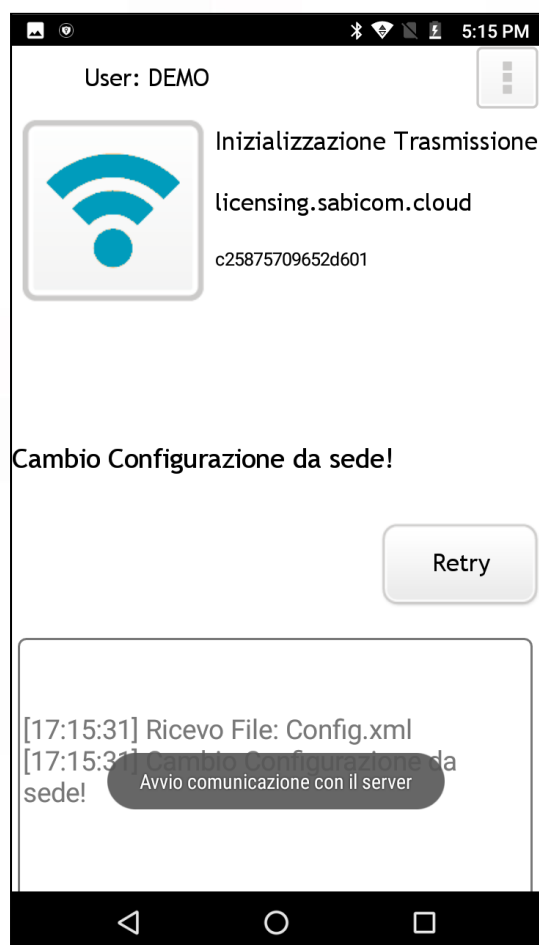 5:15 PM
User: DEMO
Inizializzazione Trasmissione
licensing.sabicom.cloud
c25875709652d601
Cambio Configurazione da sede!
Retry
[17:15:31] Ricevo File: Config.xml
[17:15:31] Cambio Configurazione da
sede!
Avvio comunicazione con il server